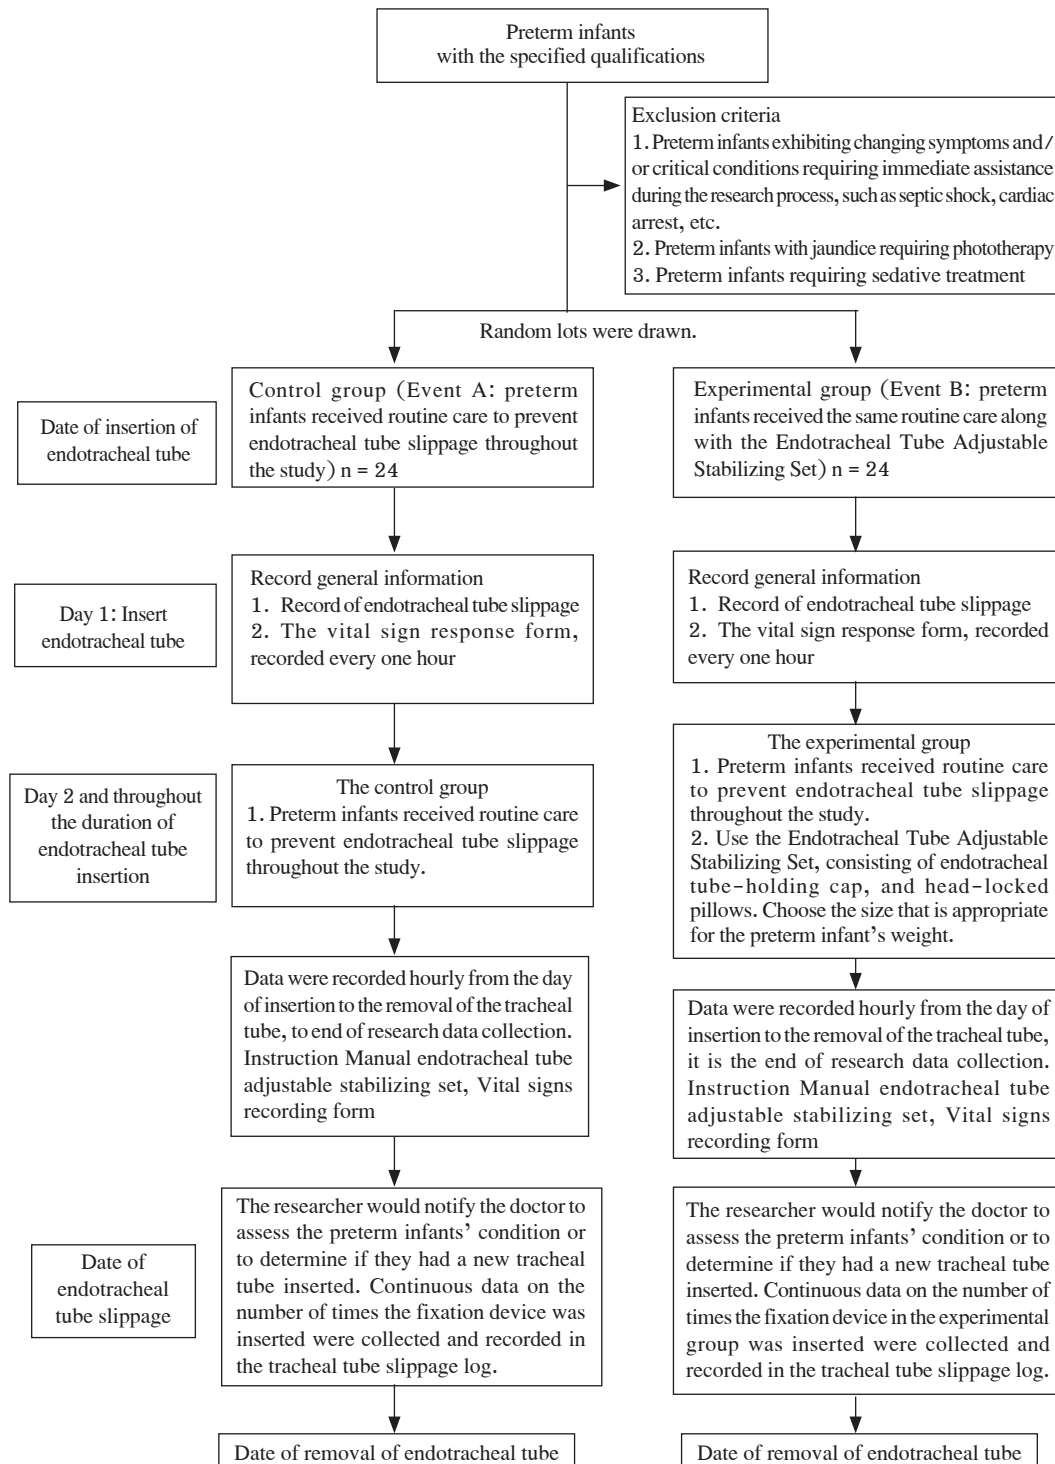 Preterm infants
with the specified qualifications
Exclusion criteria
1. Preterm infants exhibiting changing symptoms and/
or critical conditions requiring immediate assistance
during the research process, such as septic shock, cardiac
arrest, etc.
2. Preterm infants with jaundice requiring phototherapy
3. Preterm infants requiring sedative treatment
Random lots were drawn.
Date of insertion of
endotracheal tube
Control group (Event A: preterm
infants received routine care to prevent
endotracheal tube slippage throughout
the study) n = 24
Experimental group (Event B: preterm
infants received the same routine care along
with the Endotracheal Tube Adjustable
Stabilizing Set) n = 24
Day 1: Insert
endotracheal tube
Record general information
1. Record of endotracheal tube slippage
2. The vital sign response form,
recorded every one hour
Record general information
1. Record of endotracheal tube slippage
2. The vital sign response form, recorded
every one hour
Day 2 and throughout
the duration of
endotracheal tube
insertion
The control group
1. Preterm infants received routine care
to prevent endotracheal tube slippage
throughout the study.
The experimental group
1. Preterm infants received routine care
to prevent endotracheal tube slippage
throughout the study.
2. Use the Endotracheal Tube Adjustable
Stabilizing Set, consisting of endotracheal
tube-holding cap, and head-locked
pillows. Choose the size that is appropriate
for the preterm infant's weight.
Data were recorded hourly from the day
of insertion to the removal of the tracheal
tube, to end of research data collection.
Instruction Manual endotracheal tube
adjustable stabilizing set, Vital signs
recording form
Data were recorded hourly from the day of
insertion to the removal of the tracheal tube,
it is the end of research data collection.
Instruction Manual endotracheal tube
adjustable stabilizing set, Vital signs
recording form
Date of
endotracheal
tube slippage
The researcher would notify the doctor to
assess the preterm infants' condition or
to determine if they had a new tracheal
tube inserted. Continuous data on the
number of times the fixation device was
inserted were collected and recorded in
the tracheal tube slippage log.
The researcher would notify the doctor to
assess the preterm infants' condition or to
determine if they had a new tracheal tube
inserted. Continuous data on the number of
times the fixation device in the experimental
group was inserted were collected and
recorded in the tracheal tube slippage log.
Date of removal of endotracheal tube
Date of removal of endotracheal tube